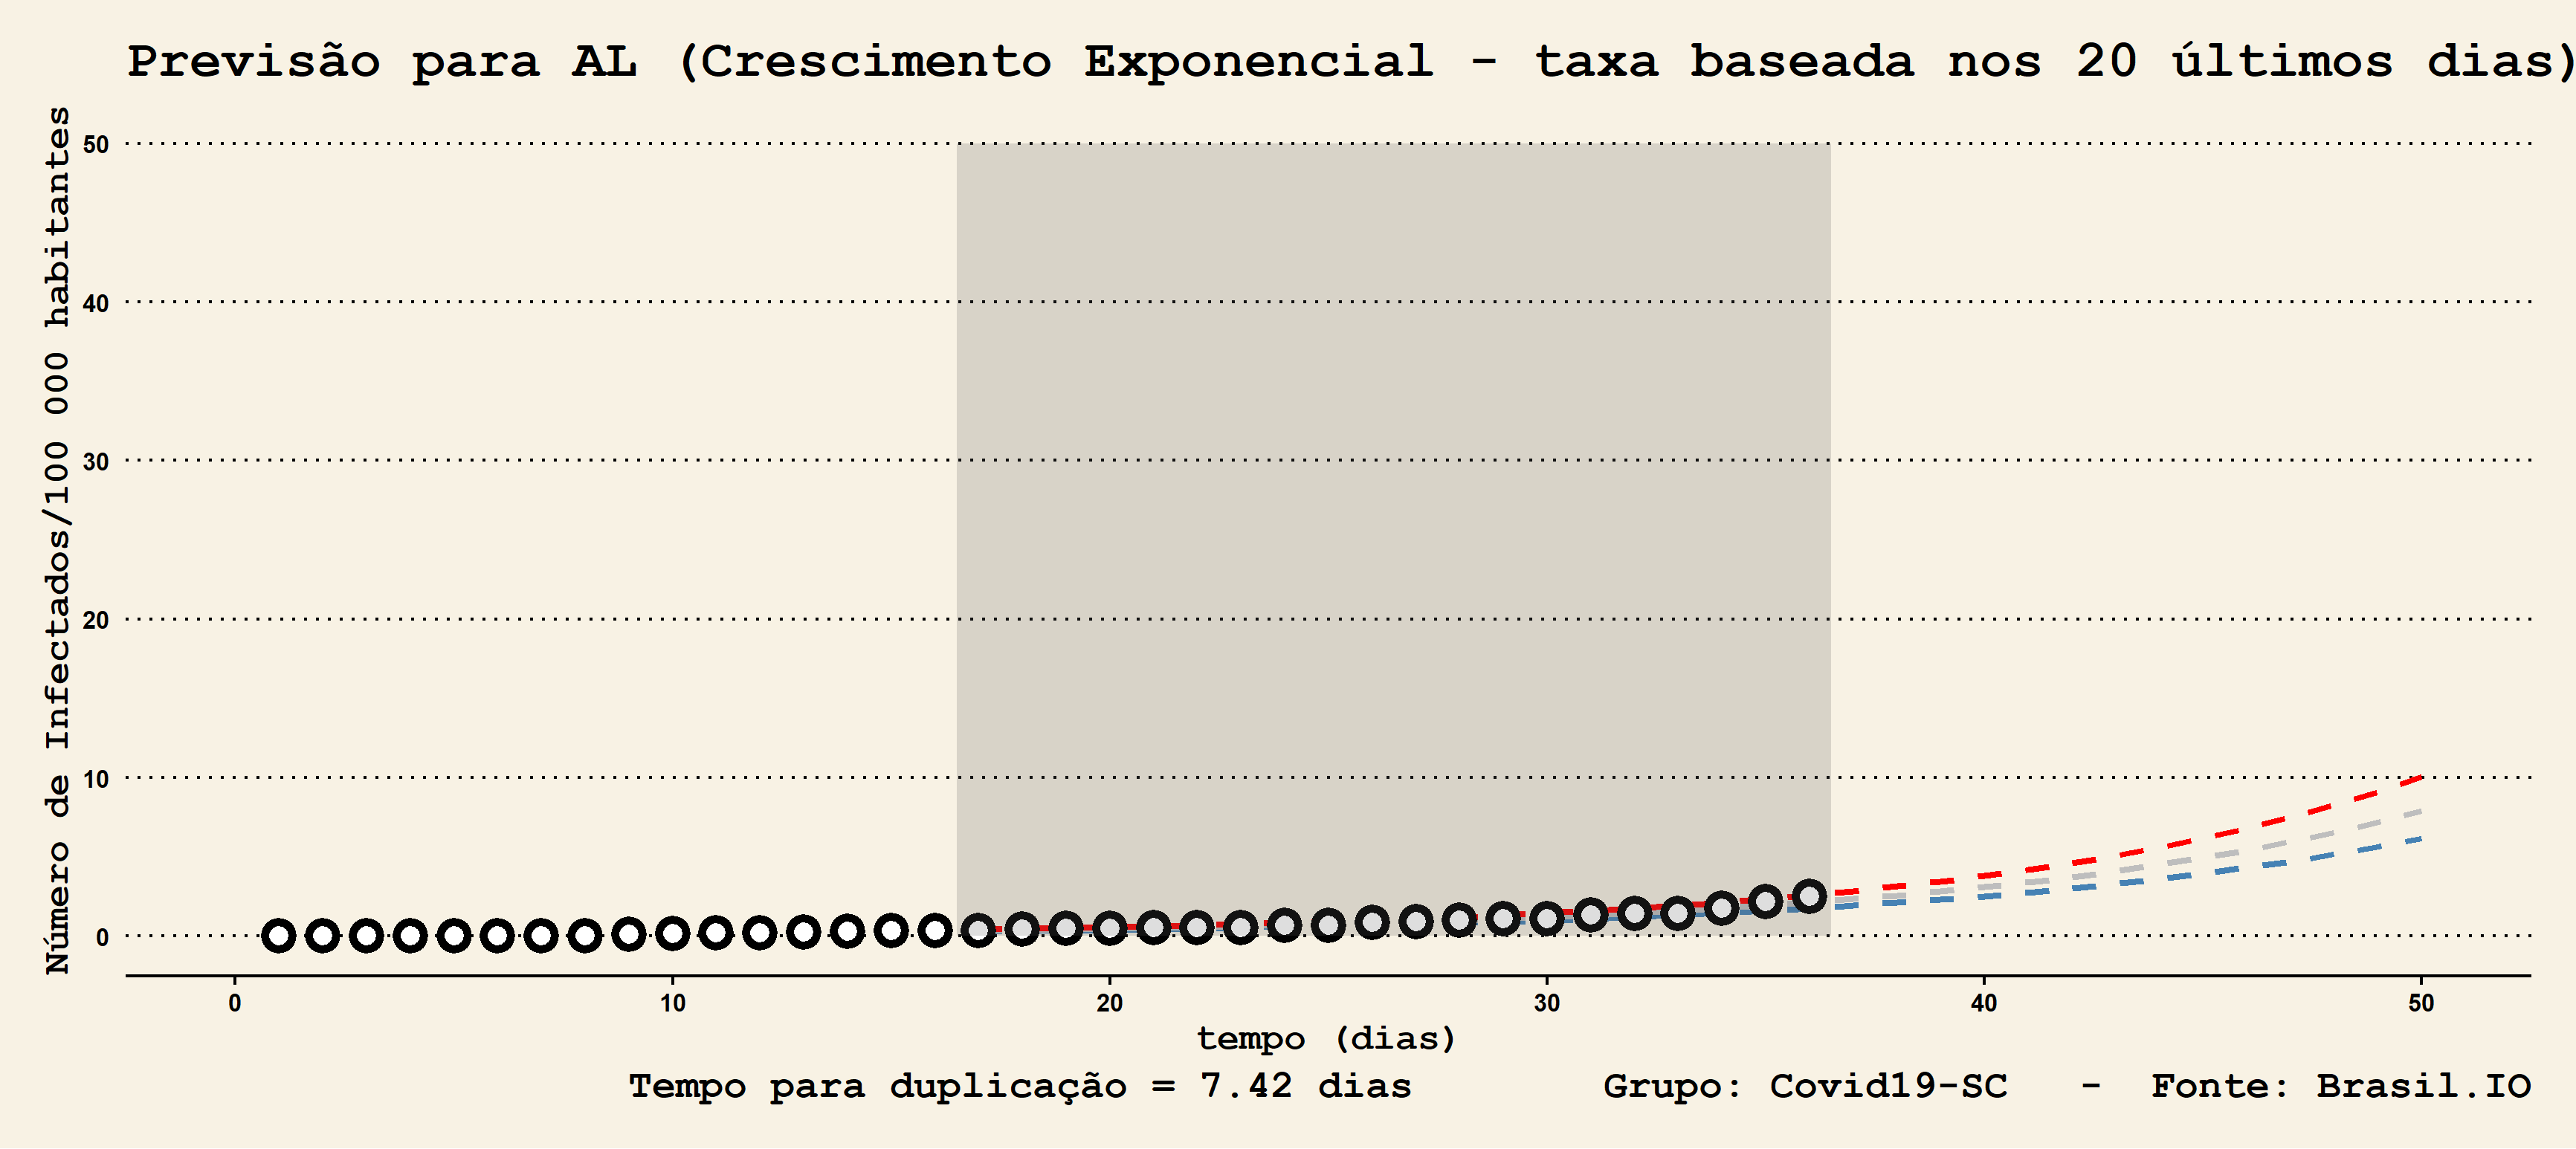 Previsão para AL (Crescimento Exponencial - taxa baseada nos 20 últimos dias)
Número de Infectados/100 000 habitantes
50
40
30
20
10
0
0 10 20 30 40 50
tempo (dias)
Tempo para duplicação = 7.42 dias Grupo: Covid19-SC - Fonte: Brasil.IO